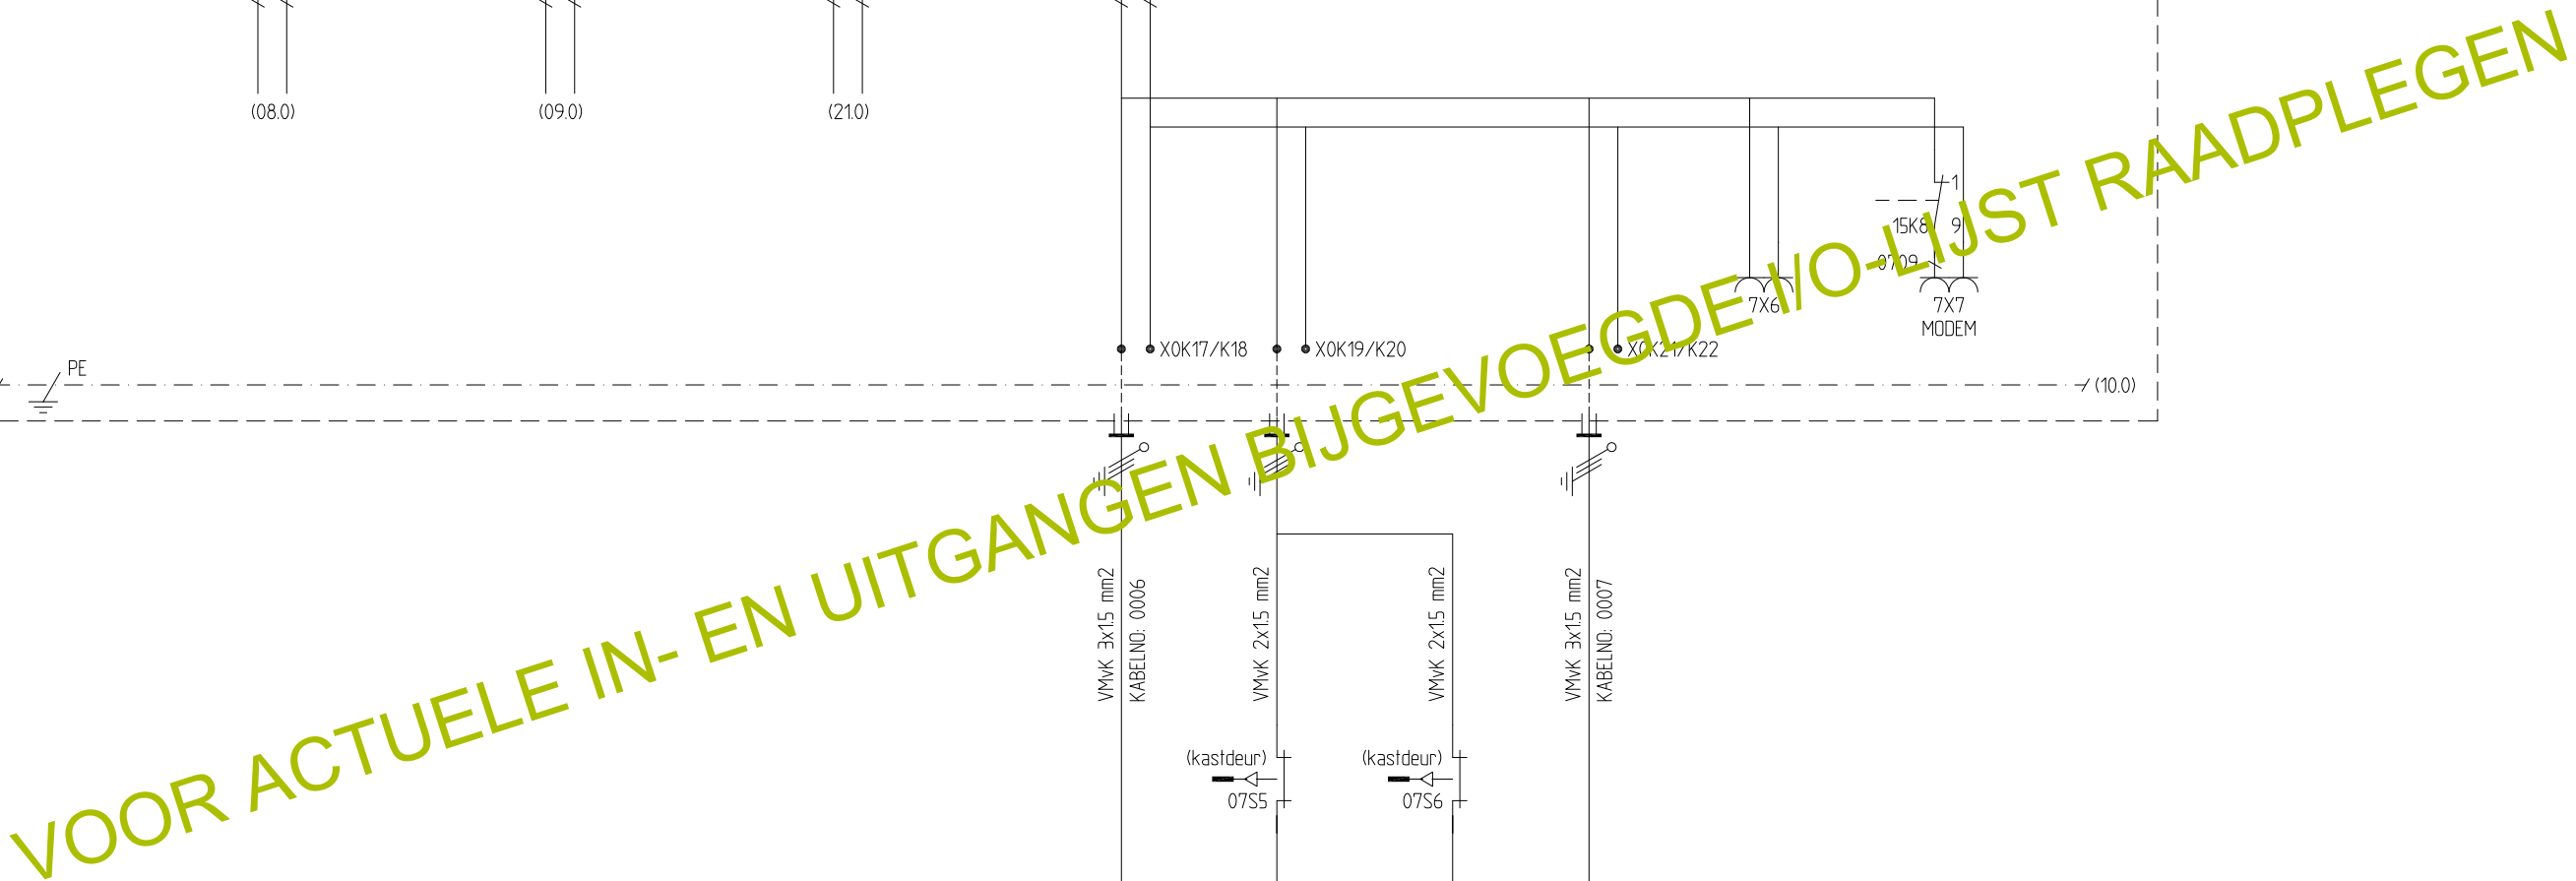 (08.0)
(09.0)
(21.0)
1
15K8
9
0709
7X6
7X7
MODEM
X0K17/K18
X0K19/K20
X0K21/K22
PE
(10.0)
VOOR ACTUELE IN- EN UITGANGEN BIJGEVOEGDE I/O-LIJST RAADPLEGEN
VMvK 3x1.5 mm2
KABELNO: 0006
VMvK 2x1.5 mm2
VMvK 2x1.5 mm2
VMvK 3x1.5 mm2
KABELNO: 0007
(kastdeur)
07S5
(kastdeur)
07S6